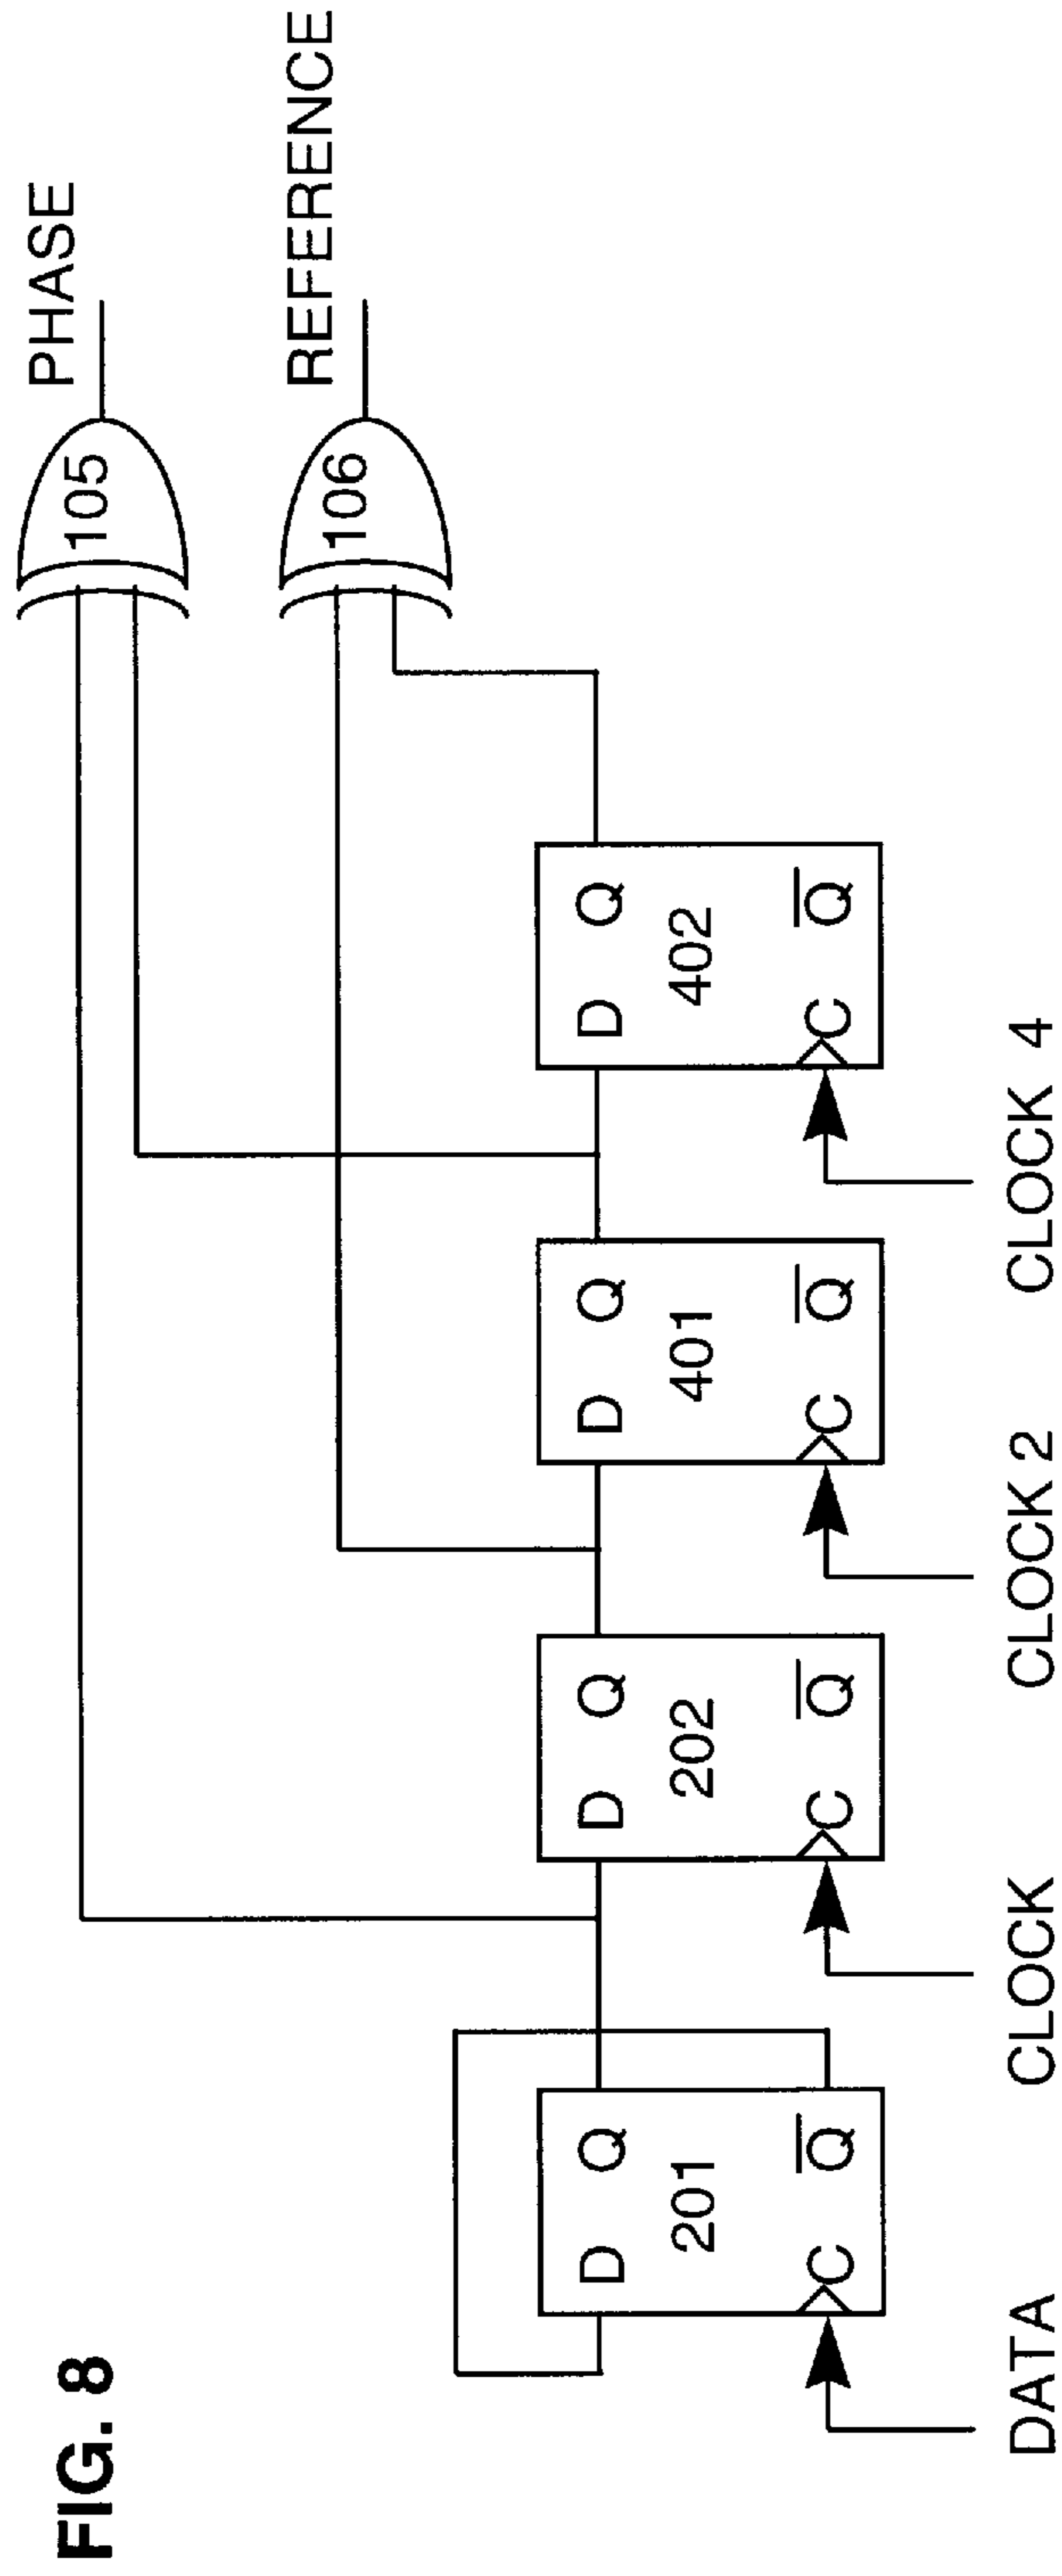 FIG. 8
PHASE
105
REFERENCE
106
D Q
201
C Q
D Q
202
C Q
D Q
401
C Q
D Q
402
C Q
DATA
CLOCK
CLOCK 2
CLOCK 4